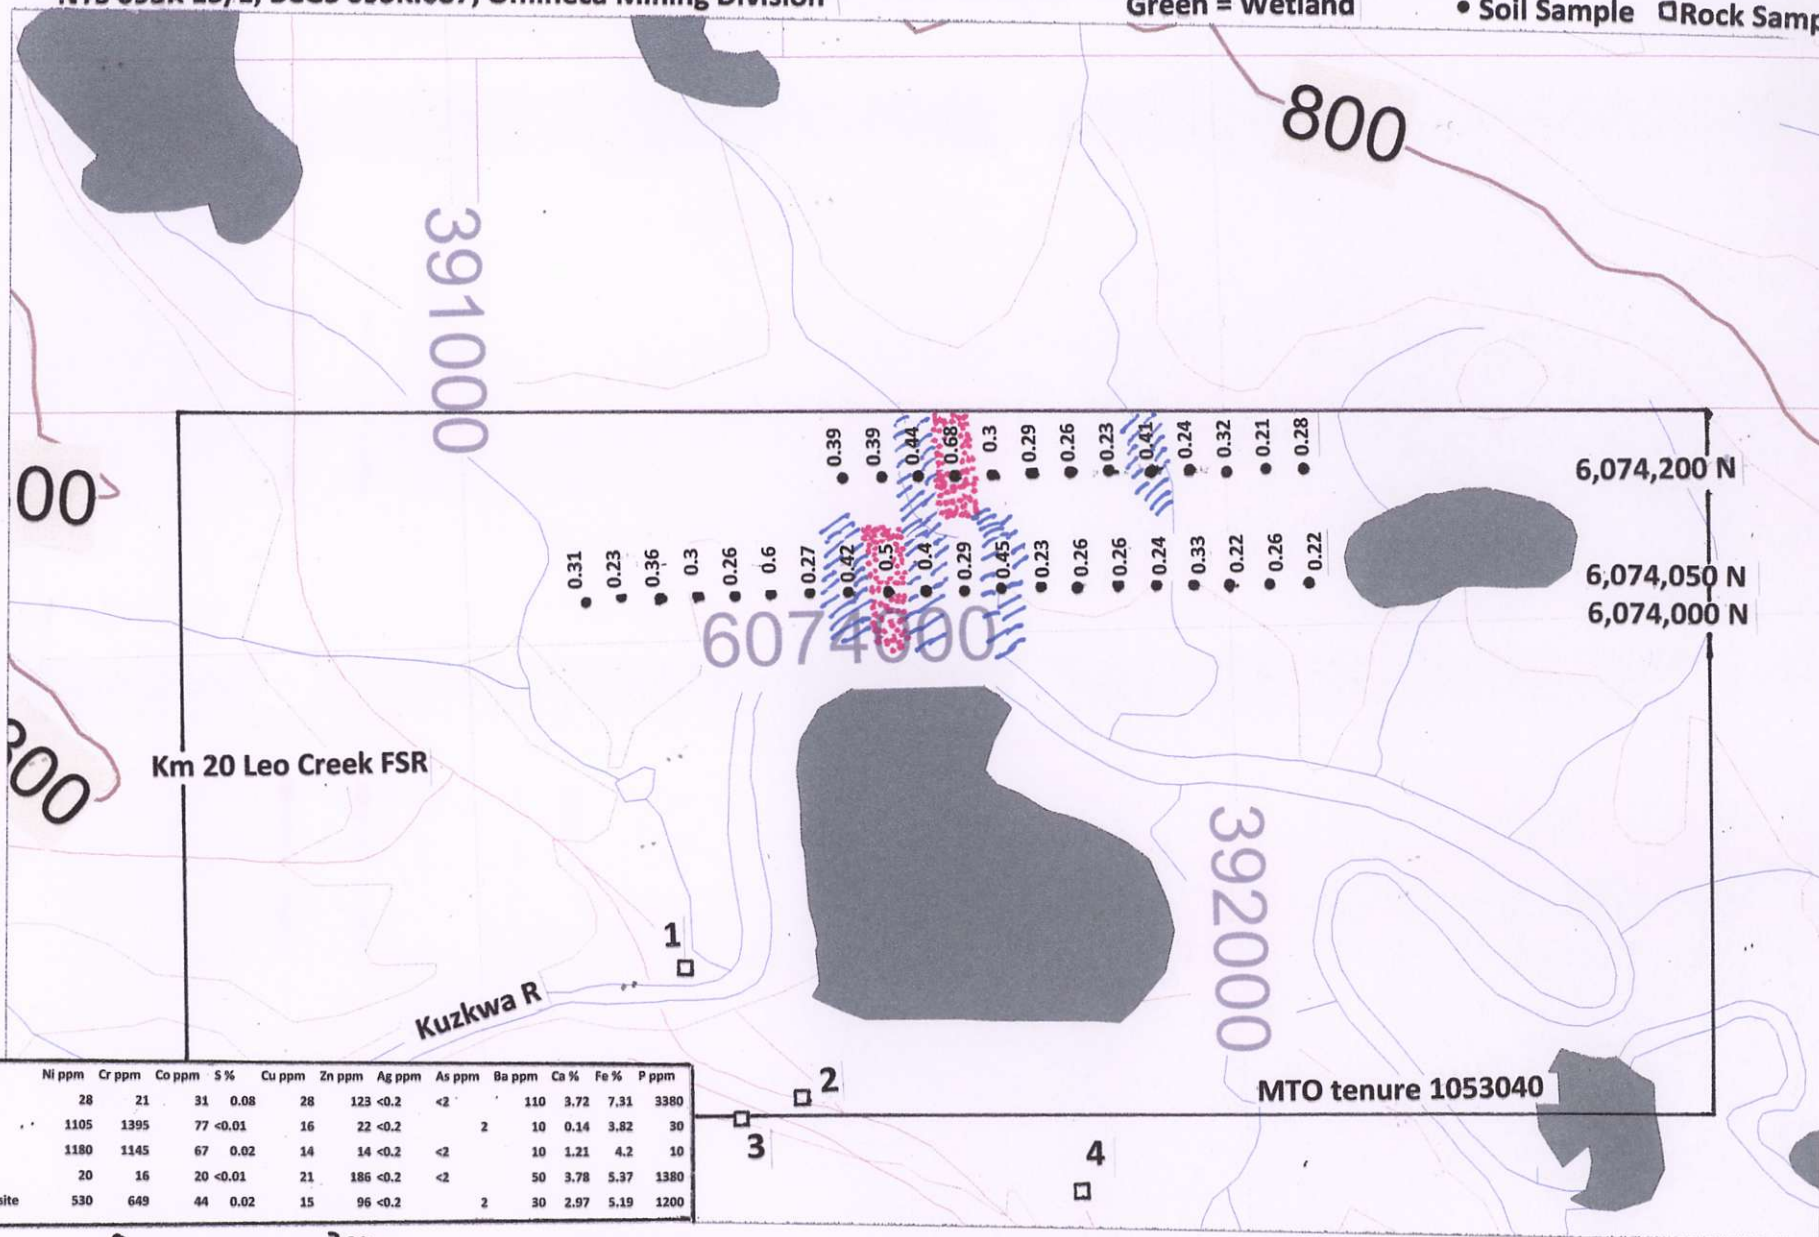 Mining Division
Green = Wetland
• Soil Sample □Rock Samp
800
391000
0.39 0.39 0.44 0.68 0.3 0.29 0.26 0.23 0.41 0.24 0.32 0.21 0.28
6,074,200 N
00
0.31 0.23 0.36 0.3 0.26 0.6 0.27 0.42 0.5 0.4 0.29 0.45 0.23 0.26 0.26 0.24 0.33 0.22 0.26 0.22
6,074,050 N
6,074,000 N
6074000
Km 20 Leo Creek FSR
800
392000
1
Kuzkwa R
Ni ppm Cr ppm Co ppm S % Cu ppm Zn ppm Ag ppm As ppm Ba ppm Ca % Fe % P ppm
28 21 31 0.08 28 123 <0.2 <2 110 3.72 7.31 3380
1105 1395 77 <0.01 16 22 <0.2 2 10 0.14 3.82 30
1180 1145 67 0.02 14 14 <0.2 <2 10 1.21 4.2 10
20 16 20 <0.01 21 186 <0.2 <2 50 3.78 5.37 1380
site 530 649 44 0.02 15 96 <0.2 2 30 2.97 5.19 1200
2
MTO tenure 1053040
3
4